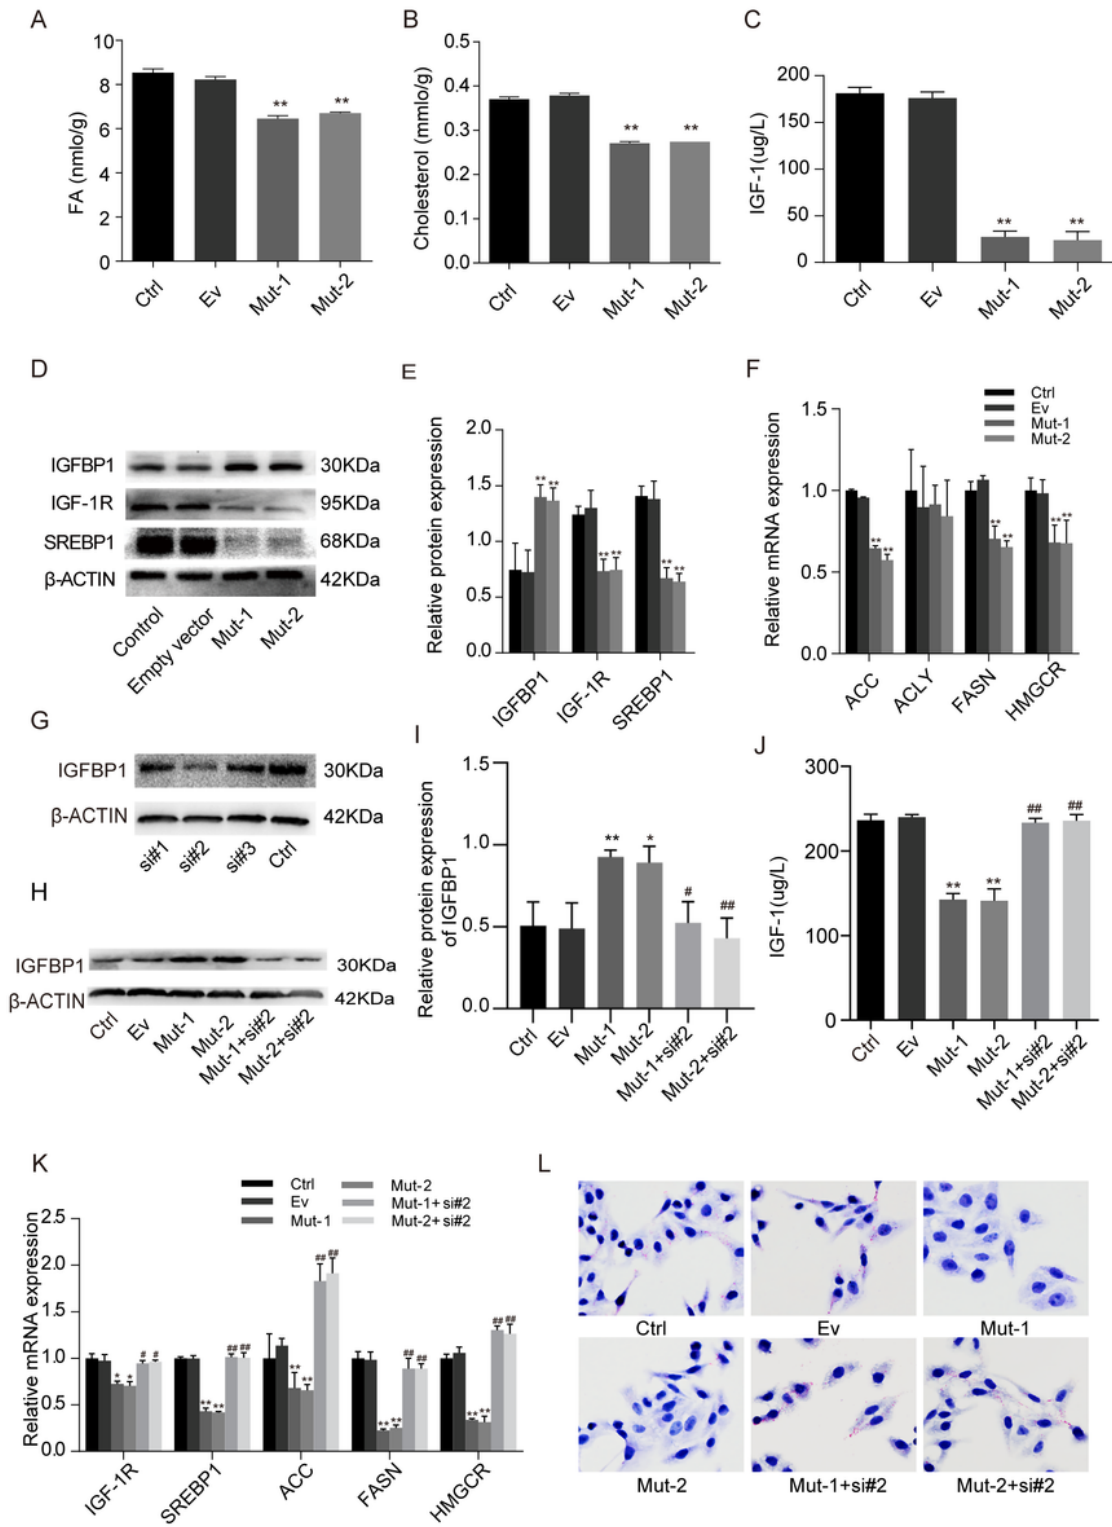 A
FA (nmlo/g)
10
8
6
4
2
0
** **
Ctrl Ev Mut-1 Mut-2
B
Cholesterol (mmlo/g)
0.5
0.4
0.3
0.2
0.1
0.0
** **
Ctrl Ev Mut-1 Mut-2
C
IGF-1(ug/L)
200
150
100
50
0
** **
Ctrl Ev Mut-1 Mut-2
D
IGFBP1 30KDa
IGF-1R 95KDa
SREBP1 68KDa
β-ACTIN 42KDa
Control Empty vector Mut-1 Mut-2
E
Relative protein expression
2.0
1.5
1.0
0.5
0.0
** ** ** ** ** **
IGFBP1 IGF-1R SREBP1
F
Ctrl
Ev
Mut-1
Mut-2
Relative mRNA expression
1.5
1.0
0.5
0.0
** ** ** ** ** **
ACC ACLY FASN HMGCR
G
IGFBP1 30KDa
β-ACTIN 42KDa
si#1 si#2 si#3 Ctrl
H
IGFBP1 30KDa
β-ACTIN 42KDa
Ctrl Ev Mut-1 Mut-2 Mut-1+si#2 Mut-2+si#2
I
Relative protein expression
of IGFBP1
1.5
1.0
0.5
0.0
** * # ##
Ctrl Ev Mut-1 Mut-2 Mut-1+si#2 Mut-2+si#2
J
IGF-1(ug/L)
300
200
100
0
** ** ## ##
Ctrl Ev Mut-1 Mut-2 Mut-1+si#2 Mut-2+si#2
K
Ctrl Mut-2
Ev Mut-1+si#2
Mut-1 Mut-2+si#2
Relative mRNA expression
2.5
2.0
1.5
1.0
0.5
0.0
* * # # ** ** ## ## ** ** ## ## ** ** ## ## ** ** ## ##
IGF-1R SREBP1 ACC FASN HMGCR
L
Ctrl Ev Mut-1
Mut-2 Mut-1+si#2 Mut-2+si#2